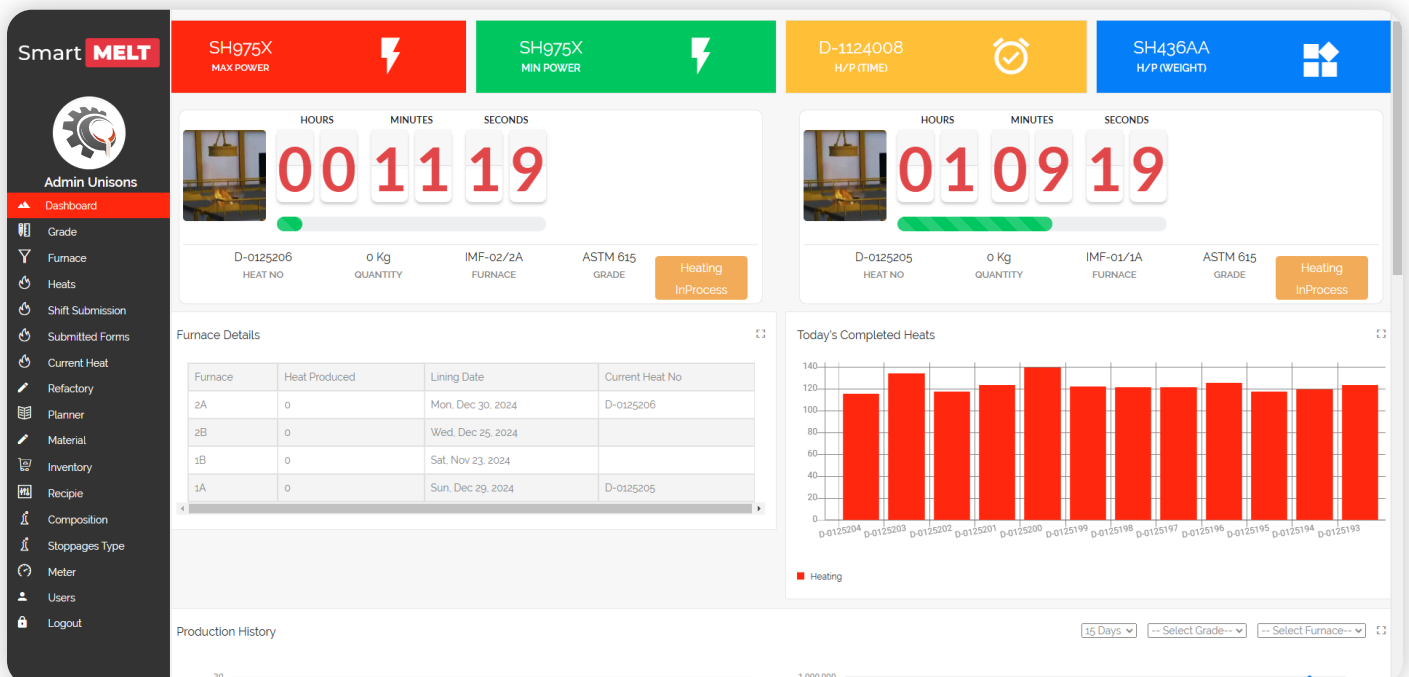 Smart MELT
Admin Unisons
Dashboard
Grade
Furnace
Heats
Shift Submission
Submitted Forms
Current Heat
Refactory
Planner
Material
Inventory
Recipie
Composition
Stoppages Type
Meter
Users
Logout
SH975X
MAX POWER
SH975X
MIN POWER
D-1124008
H/P (TIME)
SH436AA
H/P (WEIGHT)
HOURS MINUTES SECONDS
00 11 19
D-0125206 0 Kg IMF-02/2A ASTM 615
HEAT NO QUANTITY FURNACE GRADE
Heating
InProcess
HOURS MINUTES SECONDS
01 09 19
D-0125205 0 Kg IMF-01/1A ASTM 615
HEAT NO QUANTITY FURNACE GRADE
Heating
InProcess
Furnace Details
Furnace Heat Produced Lining Date Current Heat No
2A 0 Mon, Dec 30, 2024 D-0125206
2B 0 Wed, Dec 25, 2024
1B 0 Sat, Nov 23, 2024
1A 0 Sun, Dec 29, 2024 D-0125205
Today's Completed Heats
140
120
100
80
60
40
20
0
D-0125204 D-0125203 D-0125202 D-0125201 D-0125200 D-0125199 D-0125198 D-0125197 D-0125196 D-0125195 D-0125194 D-0125193
Heating
Production History
15 Days -- Select Grade-- -- Select Furnace--